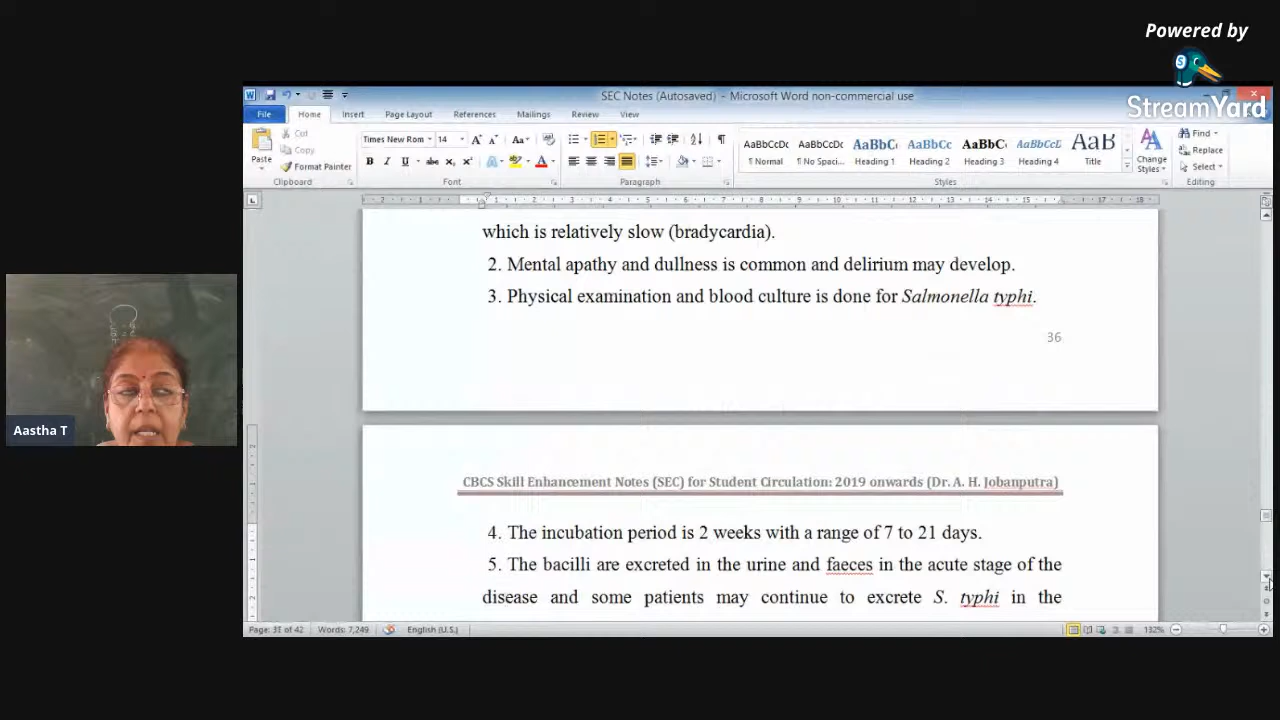 Powered by
S
StreamYard
SEC Notes (Autosaved) - Microsoft Word non-commercial use
File Home Insert Page Layout References Mailings Review View
Cut
Copy
Format Painter
Paste
Clipboard
Times New Rom 14
Font
Paragraph
AaBbCcDc AaBbCcDc AaBbC( AaBbCc AaBbC( AaBbCcD AaB
¶ Normal ¶ No Spaci... Heading 1 Heading 2 Heading 3 Heading 4 Title
Change Styles
Styles
Find
Replace
Select
Editing
which is relatively slow (bradycardia).
2. Mental apathy and dullness is common and delirium may develop.
3. Physical examination and blood culture is done for Salmonella typhi.
36
CBCS Skill Enhancement Notes (SEC) for Student Circulation: 2019 onwards (Dr. A. H. Jobanputra)
4. The incubation period is 2 weeks with a range of 7 to 21 days.
5. The bacilli are excreted in the urine and faeces in the acute stage of the
disease and some patients may continue to excrete S. typhi in the
Page: 37 of 42 Words: 7,249 English (U.S.) 132%
Aastha T